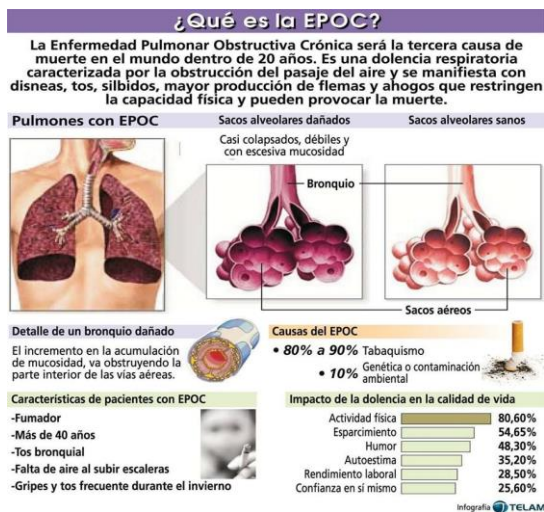 ¿Qué es la EPOC?
La Enfermedad Pulmonar Obstructiva Crónica será la tercera causa de
muerte en el mundo dentro de 20 años. Es una dolencia respiratoria
caracterizada por la obstrucción del pasaje del aire y se manifiesta con
disneas, tos, silbidos, mayor producción de flemas y ahogos que restringen
la capacidad física y pueden provocar la muerte.
Pulmones con EPOC
Sacos alveolares dañados
Sacos alveolares sanos
Casi colapsados, débiles y
con escesiva mucosidad
Bronquio
Sacos aéreos
Detalle de un bronquio dañado
El incremento en la acumulación
de mucosidad, va obstruyendo la
parte interior de las vias aéreas.
Causas del EPOC
• 80% a 90% Tabaquismo
• 10% Genética o contaminación
ambiental
Características de pacientes con EPOC
-Fumador
-Más de 40 años
-Tos bronquial
-Falta de aire al subir escaleras
-Gripes y tos frecuente durante el invierno
Impacto de la dolencia en la calidad de vida
Actividad física 80,60%
Esparcimiento 54,65%
Humor 48,30%
Autoestima 35,20%
Rendimiento laboral 28,50%
Confianza en sí mismo 25,60%
Infografía TELAM